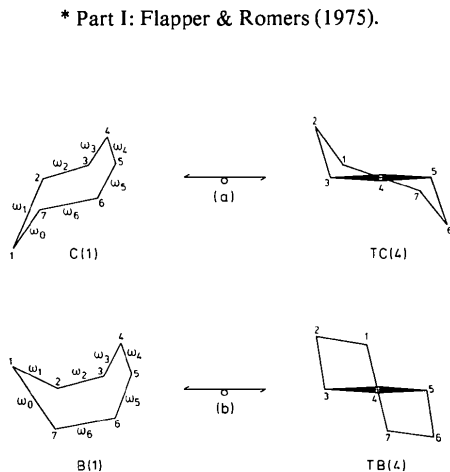 * Part I: Flapper & Romers (1975).
4
ω3 ω4
2 ω2 3 5
ω1 ω5
7 ω6 6
ω0
1
C(1)
(a)
2
1
3 4 5
7
6
TC(4)
4
1 ω1 ω3 ω4
ω2 3 5
2
ω0 ω5
7 ω6 6
B(1)
(b)
2 1
3 4 5
7 6
TB(4)